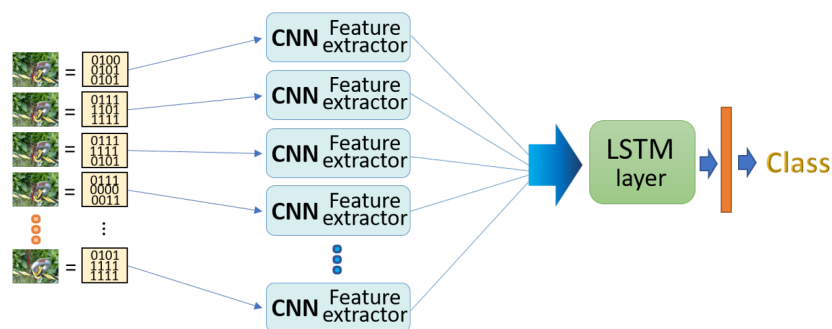 =
0100
0101
0101
CNN Feature
extractor
=
0111
1101
1111
CNN Feature
extractor
=
0111
1111
0101
CNN Feature
extractor
=
0111
0000
0011
CNN Feature
extractor
...
=
0101
1111
1111
CNN Feature
extractor
LSTM
layer
Class